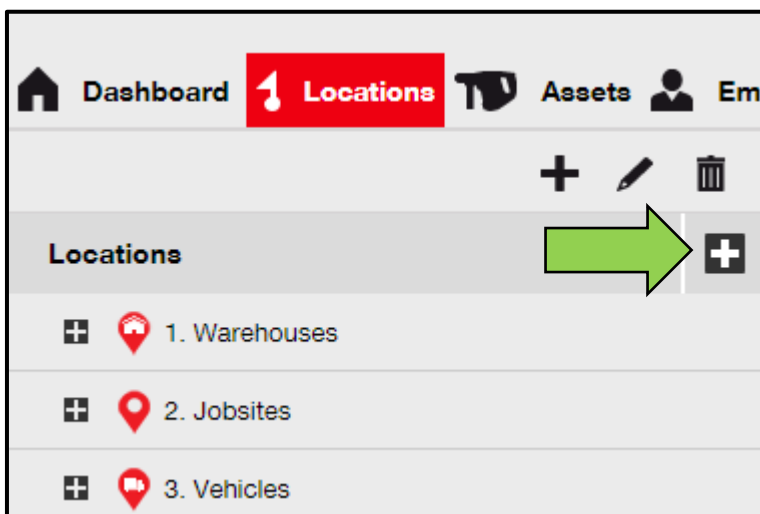 Dashboard Locations Assets Em
Locations
1. Warehouses
2. Jobsites
3. Vehicles